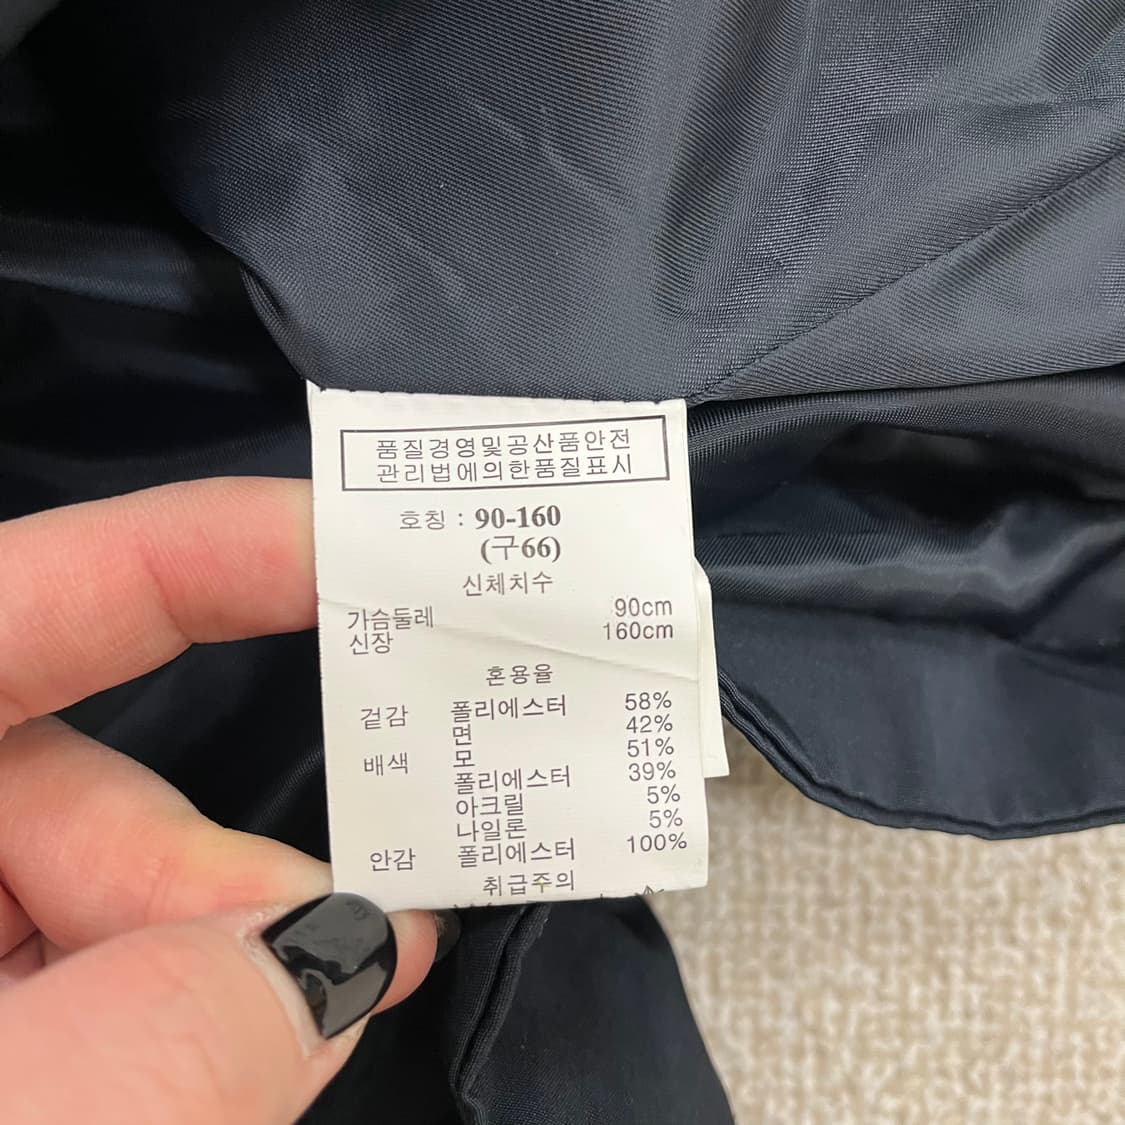 품질경영및공산품안전
관리법에의한품질표시
호칭 : 90-160
(구66)
신체치수
가슴둘레 90cm
신장 160cm
혼용율
겉감 폴리에스터 58%
면 42%
배색 모 51%
폴리에스터 39%
아크릴 5%
나일론 5%
안감 폴리에스터 100%
취급주의